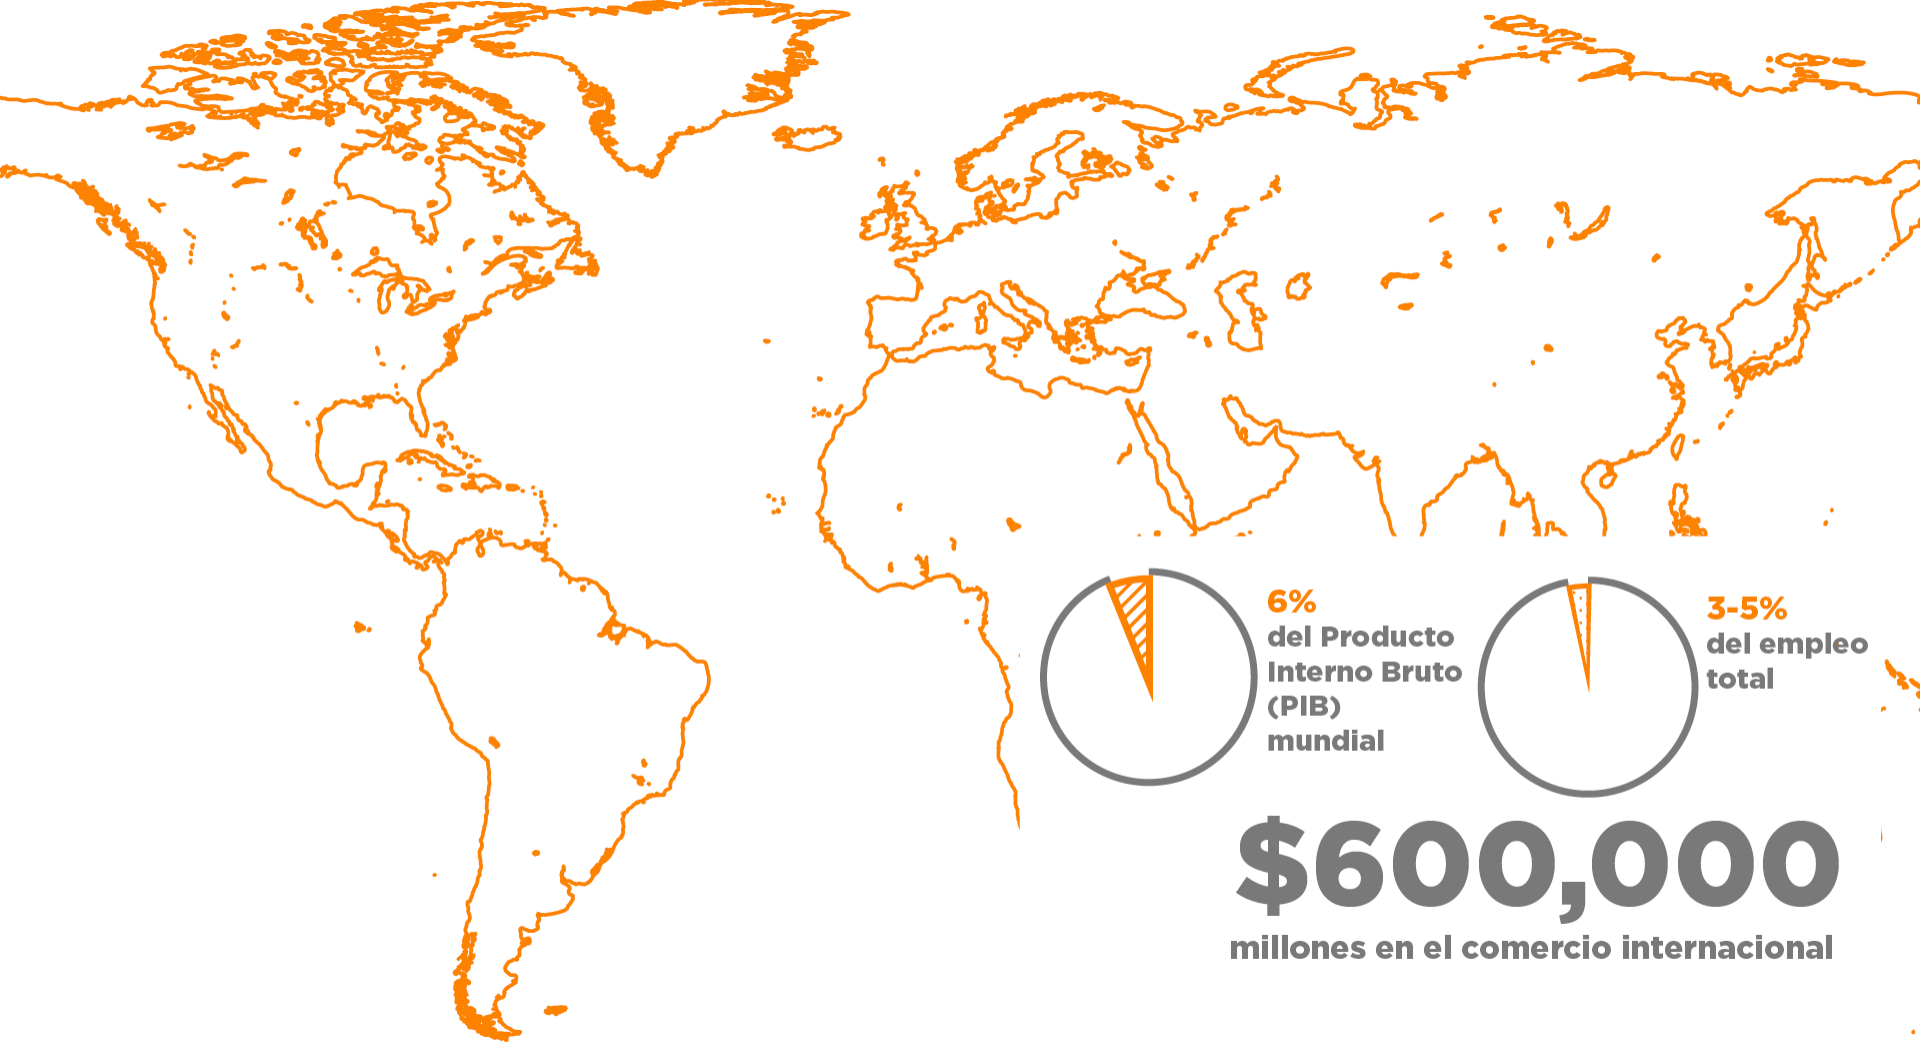 6%
del Producto
Interno Bruto
(PIB)
mundial
3-5%
del empleo
total
$600,000
millones en el comercio internacional